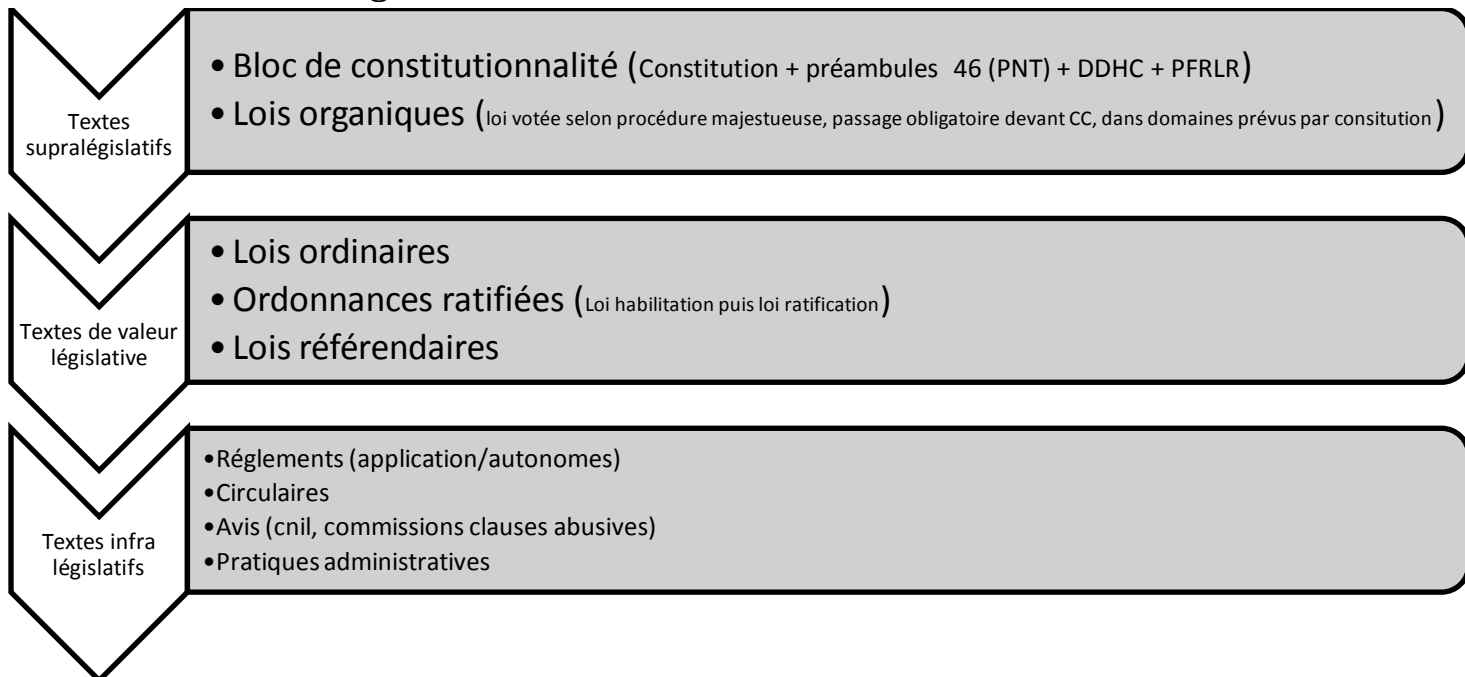 Textes
supralégislatifs
• Bloc de constitutionnalité (Constitution + préambules 46 (PNT) + DDHC + PFRLR)
• Lois organiques (loi votée selon procédure majestueuse, passage obligatoire devant CC, dans domaines prévus par consitution)
Textes de valeur
législative
• Lois ordinaires
• Ordonnances ratifiées (Loi habilitation puis loi ratification)
• Lois référendaires
Textes infra
législatifs
•Réglements (application/autonomes)
•Circulaires
•Avis (cnil, commissions clauses abusives)
•Pratiques administratives